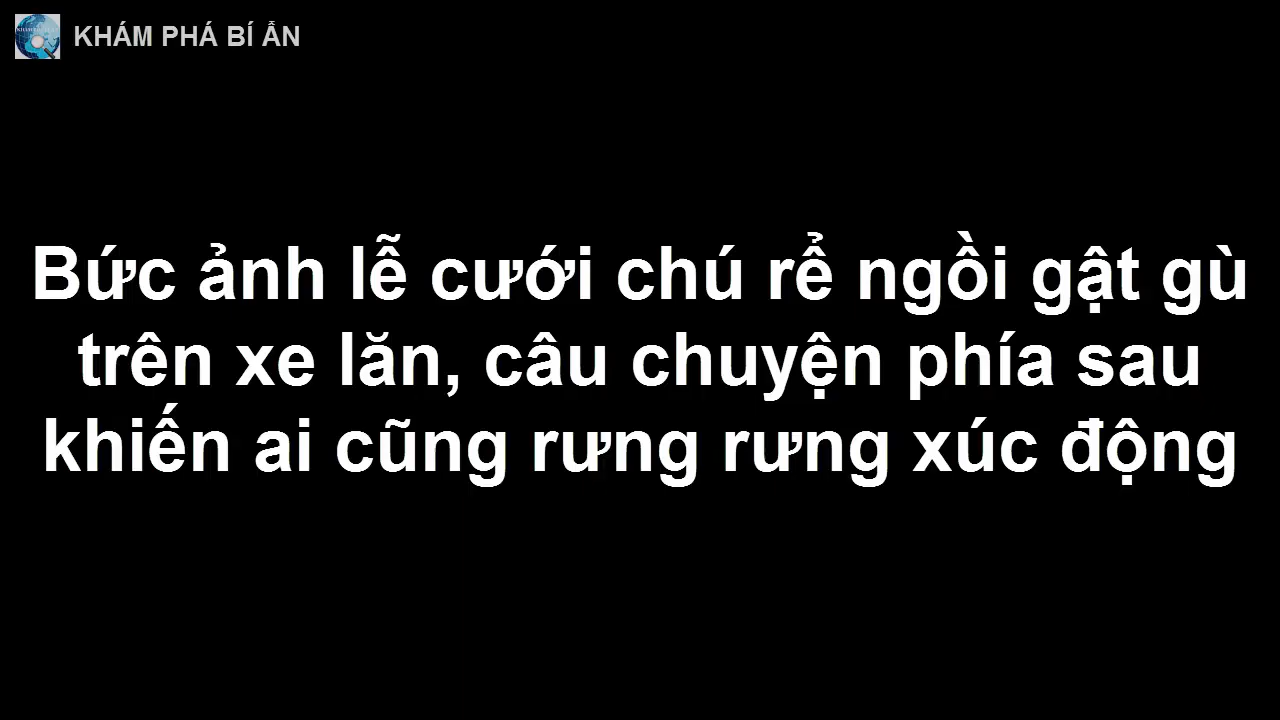 KHÁM PHÁ BÍ ẨN
Bức ảnh lễ cưới chú rể ngồi gật gù
trên xe lăn, câu chuyện phía sau
khiến ai cũng rưng rưng xúc động